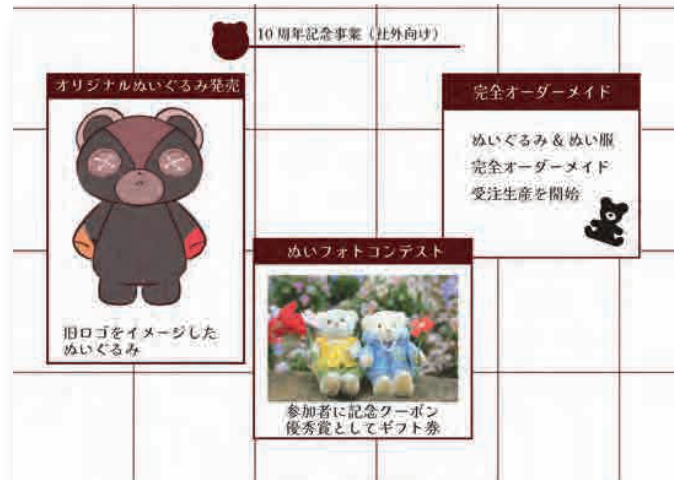 10周年記念事業（社外向け）
オリジナルぬいぐるみ発売
旧ロゴをイメージした
ぬいぐるみ
ぬいフォトコンテスト
参加者に記念クーポン
優秀賞としてギフト券
完全オーダーメイド
ぬいぐるみ & ぬい服
完全オーダーメイド
受注生産を開始